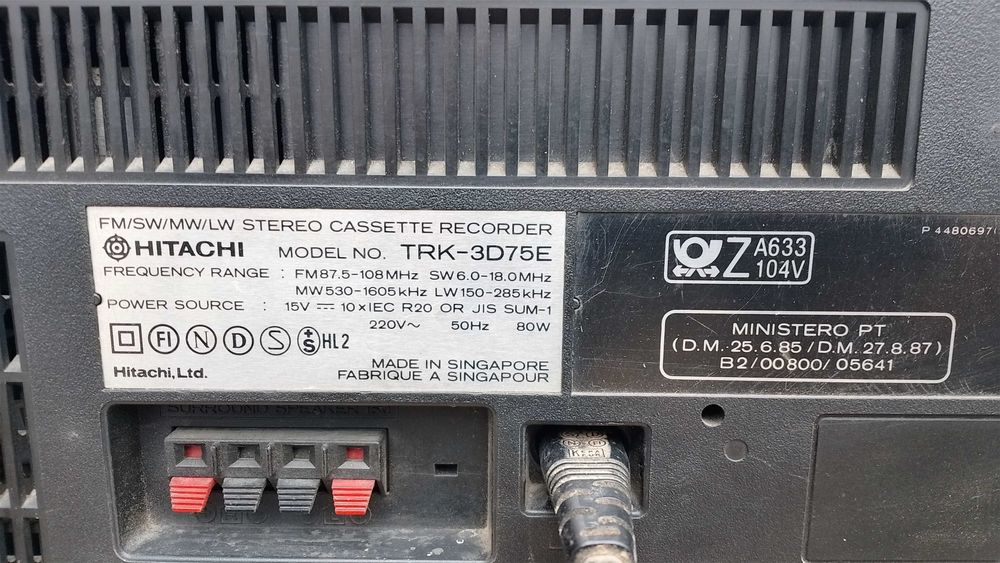 FM/SW/MW/LW STEREO CASSETTE RECORDER
HITACHI MODEL NO. TRK-3D75E
FREQUENCY RANGE : FM87.5-108MHz SW6.0-18.0MHz
MW530-1605kHz LW150-285kHz
POWER SOURCE : 15V ⎓ 10×IEC R20 OR JIS SUM-1
220V~ 50Hz 80W
FI N D S +S HL2
MADE IN SINGAPORE
Hitachi, Ltd. FABRIQUE A SINGAPOUR
P 4480697
Z A633
104V
MINISTERO PT
(D.M. 25.6.85 / D.M. 27.8.87)
B2/00800/05641
SURROUND SPEAKER